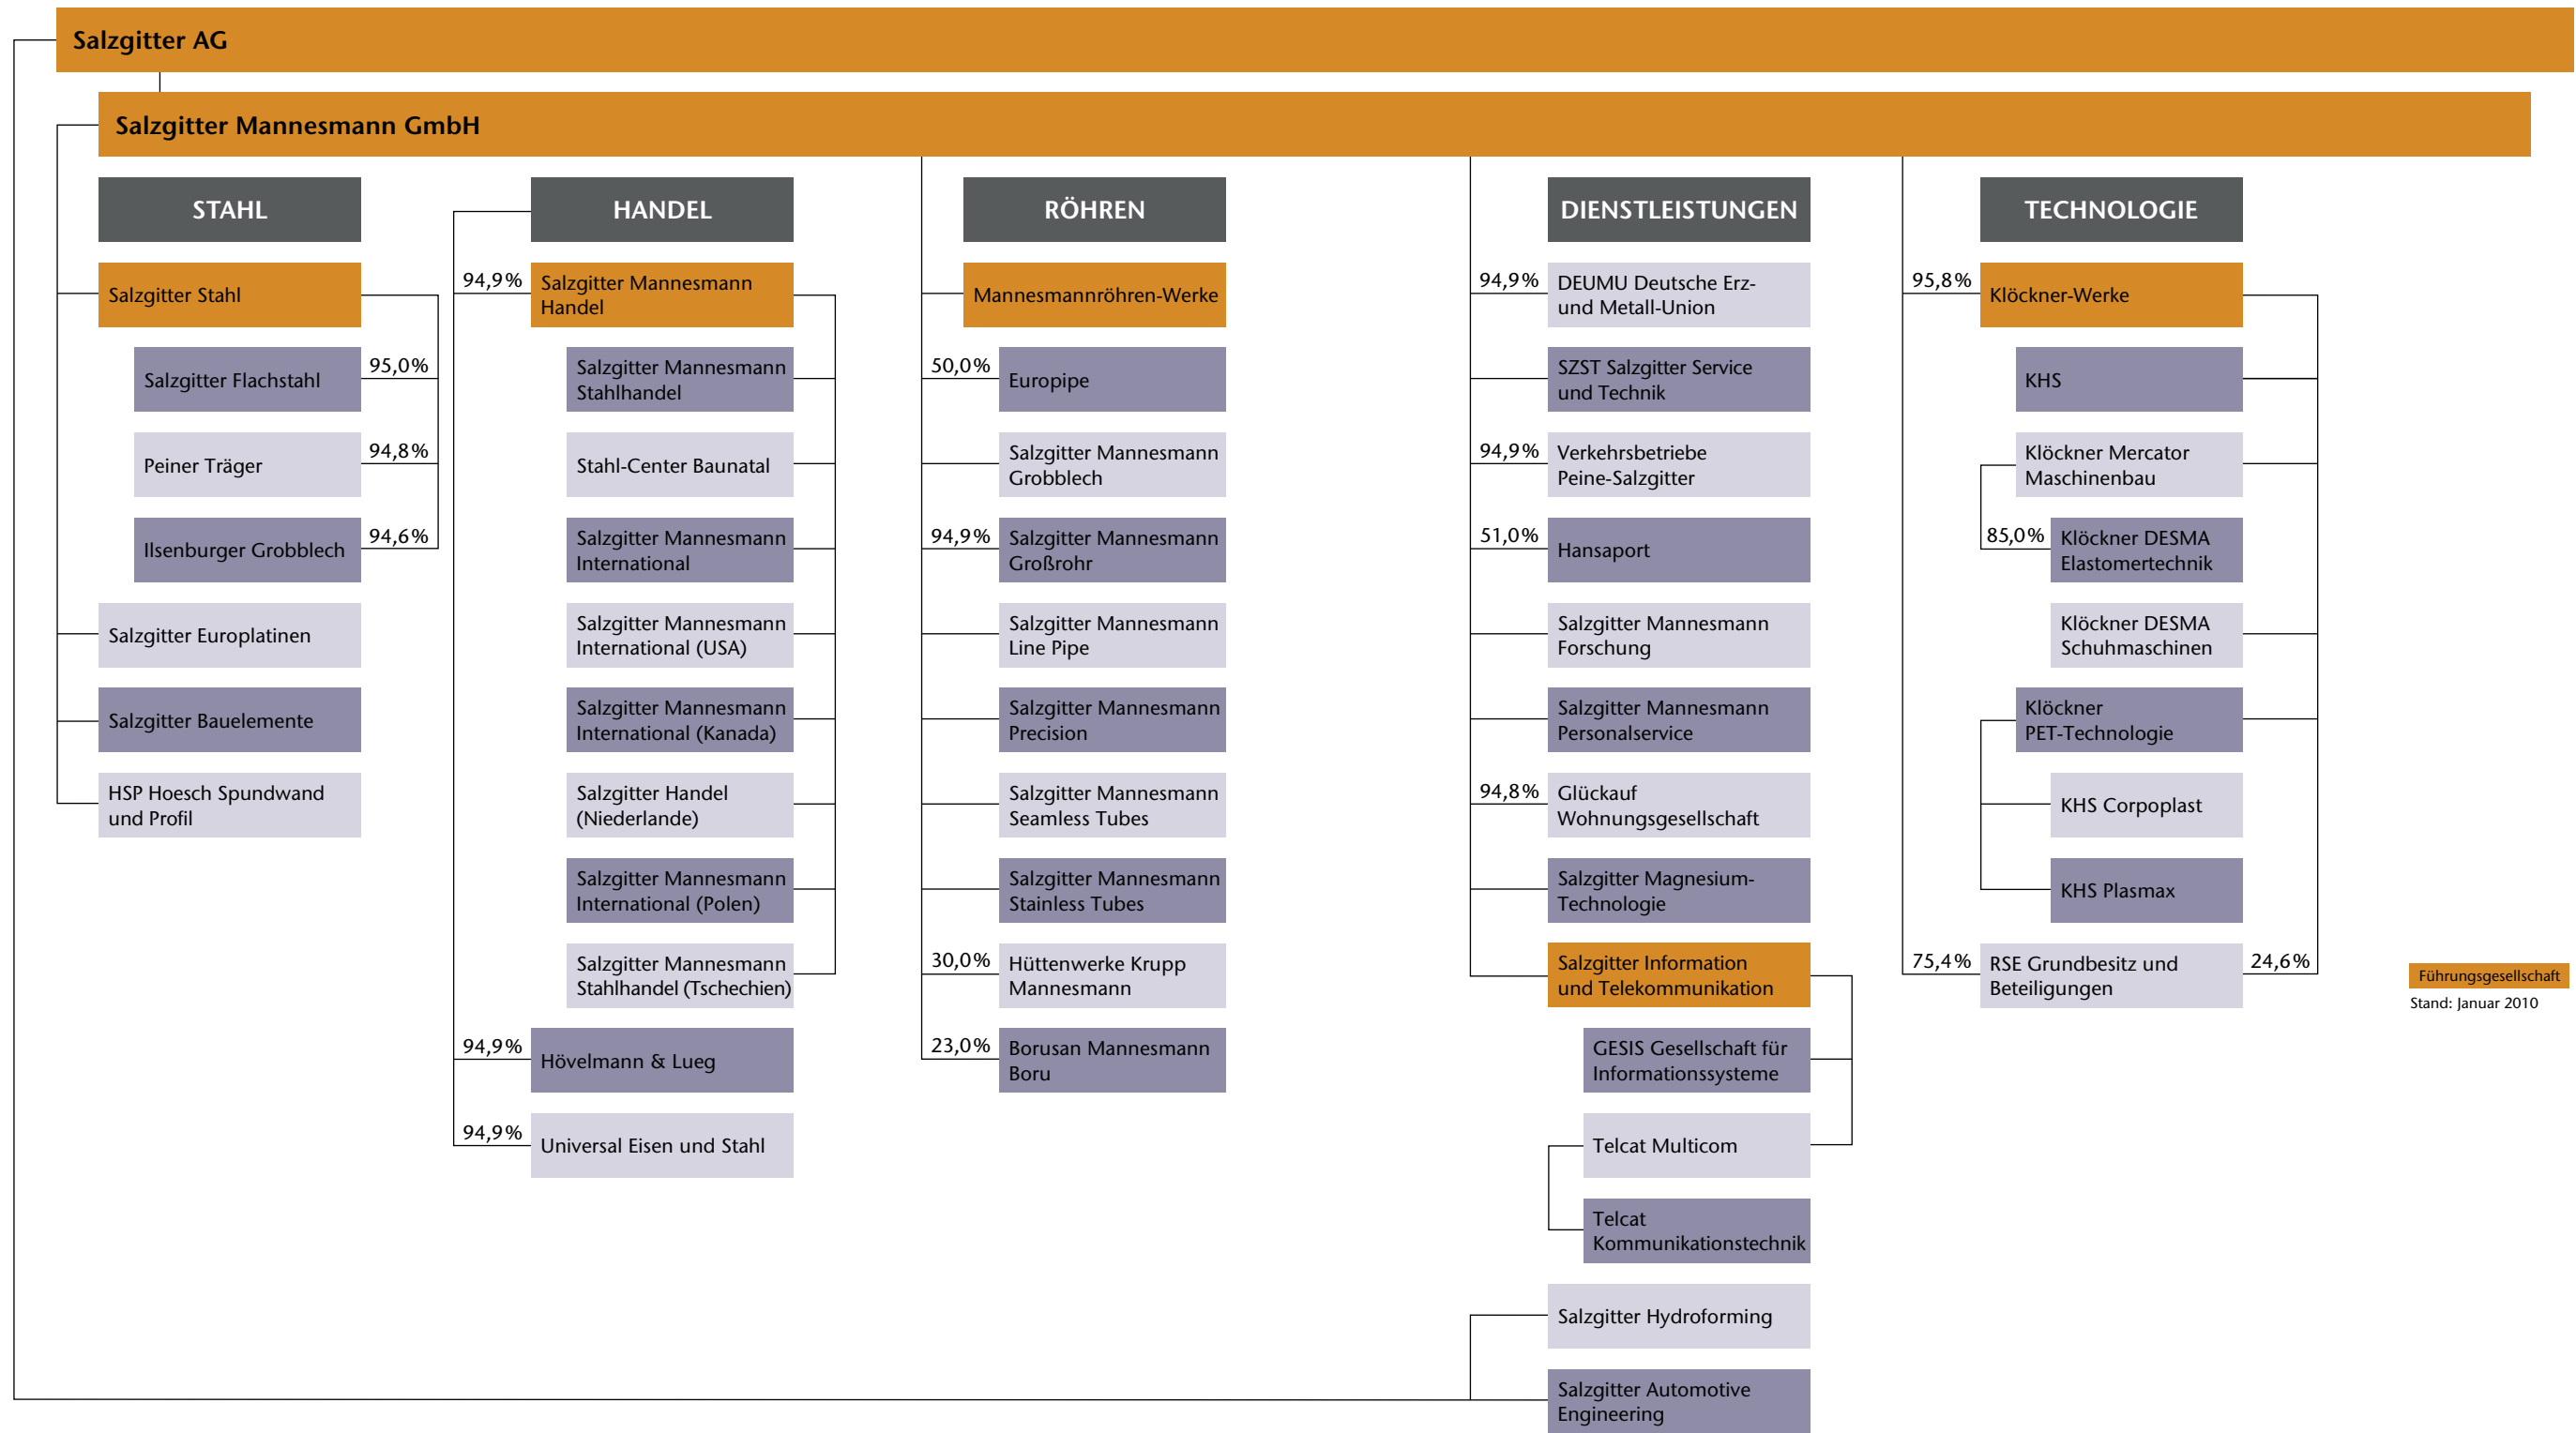 Salzgitter AG
Salzgitter Mannesmann GmbH
STAHL
Salzgitter Stahl
Salzgitter Flachstahl
95,0%
Peiner Träger
94,8%
Ilsenburger Grobblech
94,6%
Salzgitter Europlatinen
Salzgitter Bauelemente
HSP Hoesch Spundwand
und Profil
HANDEL
94,9%
Salzgitter Mannesmann
Handel
Salzgitter Mannesmann
Stahlhandel
Stahl-Center Baunatal
Salzgitter Mannesmann
International
Salzgitter Mannesmann
International (USA)
Salzgitter Mannesmann
International (Kanada)
Salzgitter Handel
(Niederlande)
Salzgitter Mannesmann
International (Polen)
Salzgitter Mannesmann
Stahlhandel (Tschechien)
94,9%
Hövelmann & Lueg
94,9%
Universal Eisen und Stahl
RÖHREN
Mannesmannröhren-Werke
50,0%
Europipe
Salzgitter Mannesmann
Grobblech
94,9%
Salzgitter Mannesmann
Großrohr
Salzgitter Mannesmann
Line Pipe
Salzgitter Mannesmann
Precision
Salzgitter Mannesmann
Seamless Tubes
Salzgitter Mannesmann
Stainless Tubes
30,0%
Hüttenwerke Krupp
Mannesmann
23,0%
Borusan Mannesmann
Boru
DIENSTLEISTUNGEN
94,9%
DEUMU Deutsche Erz-
und Metall-Union
SZST Salzgitter Service
und Technik
94,9%
Verkehrsbetriebe
Peine-Salzgitter
51,0%
Hansaport
Salzgitter Mannesmann
Forschung
Salzgitter Mannesmann
Personalservice
94,8%
Glückauf
Wohnungsgesellschaft
Salzgitter Magnesium-
Technologie
Salzgitter Information
und Telekommunikation
GESIS Gesellschaft für
Informationssysteme
Telcat Multicom
Telcat
Kommunikationstechnik
Salzgitter Hydroforming
Salzgitter Automotive
Engineering
TECHNOLOGIE
95,8%
Klöckner-Werke
KHS
Klöckner Mercator
Maschinenbau
85,0%
Klöckner DESMA
Elastomertechnik
Klöckner DESMA
Schuhmaschinen
Klöckner
PET-Technologie
KHS Corpoplast
KHS Plasmax
75,4%
RSE Grundbesitz und
Beteiligungen
24,6%
Führungsgesellschaft
Stand: Januar 2010